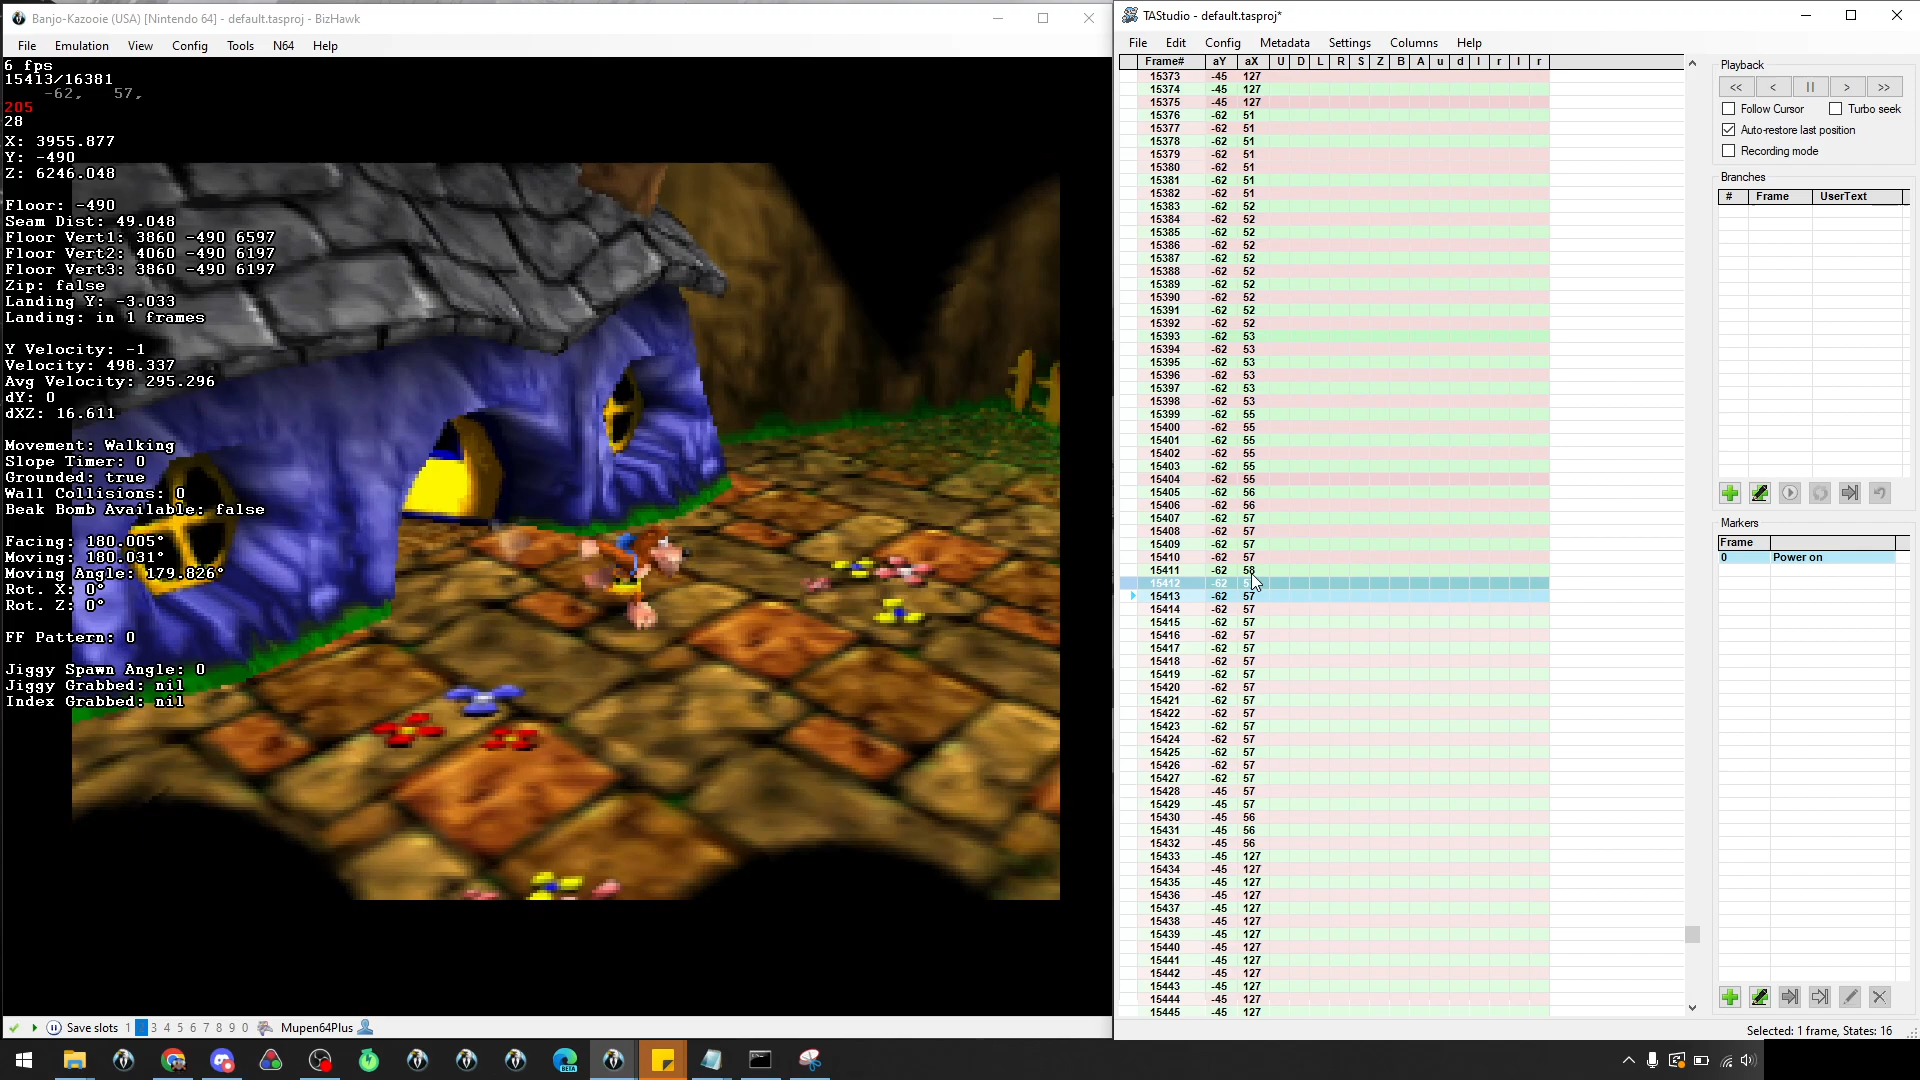 Banjo-Kazooie (USA) [Nintendo 64] - default.tasproj - BizHawk
File Emulation View Config Tools N64 Help
6 fps
15413/16381
-62, 57,
205
28
X: 3955.877
Y: -490
Z: 6246.048
Floor: -490
Seam Dist: 49.048
Floor Vert1: 3860 -490 6597
Floor Vert2: 4060 -490 6197
Floor Vert3: 3860 -490 6197
Zip: false
Landing Y: -3.033
Landing: in 1 frames
Y Velocity: -1
Velocity: 498.337
Avg Velocity: 295.296
dY: 0
dXZ: 16.611
Movement: Walking
Slope Timer: 0
Grounded: true
Wall Collisions: 0
Beak Bomb Available: false
Facing: 180.005°
Moving: 180.031°
Moving Angle: 179.826°
Rot. X: 0°
Rot. Z: 0°
FF Pattern: 0
Jiggy Spawn Angle: 0
Jiggy Grabbed: nil
Index Grabbed: nil
Save slots 1 2 3 4 5 6 7 8 9 0 Mupen64Plus
TAStudio - default.tasproj*
File Edit Config Metadata Settings Columns Help
Frame# aY aX U D L R S Z B A u d l r l r
15373 -45 127
15374 -45 127
15375 -45 127
15376 -62 51
15377 -62 51
15378 -62 51
15379 -62 51
15380 -62 51
15381 -62 51
15382 -62 51
15383 -62 52
15384 -62 52
15385 -62 52
15386 -62 52
15387 -62 52
15388 -62 52
15389 -62 52
15390 -62 52
15391 -62 52
15392 -62 52
15393 -62 53
15394 -62 53
15395 -62 53
15396 -62 53
15397 -62 53
15398 -62 53
15399 -62 55
15400 -62 55
15401 -62 55
15402 -62 55
15403 -62 55
15404 -62 55
15405 -62 56
15406 -62 56
15407 -62 57
15408 -62 57
15409 -62 57
15410 -62 57
15411 -62 58
15412 -62
15413 -62 57
15414 -62 57
15415 -62 57
15416 -62 57
15417 -62 57
15418 -62 57
15419 -62 57
15420 -62 57
15421 -62 57
15422 -62 57
15423 -62 57
15424 -62 57
15425 -62 57
15426 -62 57
15427 -62 57
15428 -45 57
15429 -45 57
15430 -45 56
15431 -45 56
15432 -45 56
15433 -45 127
15434 -45 127
15435 -45 127
15436 -45 127
15437 -45 127
15438 -45 127
15439 -45 127
15440 -45 127
15441 -45 127
15442 -45 127
15443 -45 127
15444 -45 127
15445 -45 127
Playback
<< < || > >>
Follow Cursor Turbo seek
Auto-restore last position
Recording mode
Branches
# Frame UserText
Markers
Frame
0 Power on
Selected: 1 frame, States: 16
BETA